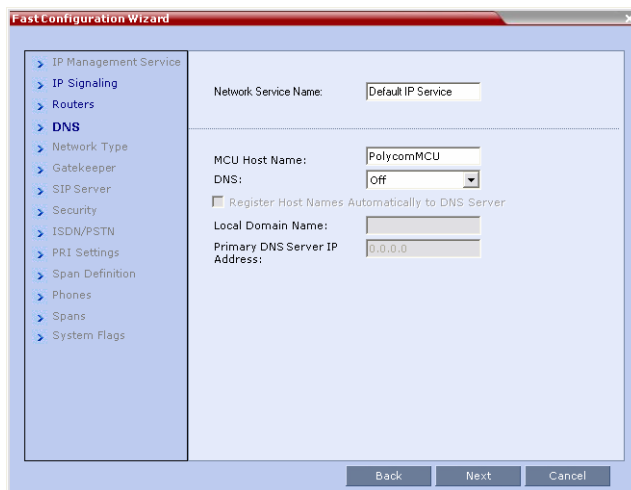 Fast Configuration Wizard
IP Management Service
IP Signaling
Routers
DNS
Network Type
Gatekeeper
SIP Server
Security
ISDN/PSTN
PRI Settings
Span Definition
Phones
Spans
System Flags
Network Service Name: Default IP Service
MCU Host Name: PolycomMCU
DNS: Off
Register Host Names Automatically to DNS Server
Local Domain Name:
Primary DNS Server IP
Address: 0.0.0.0
Back Next Cancel